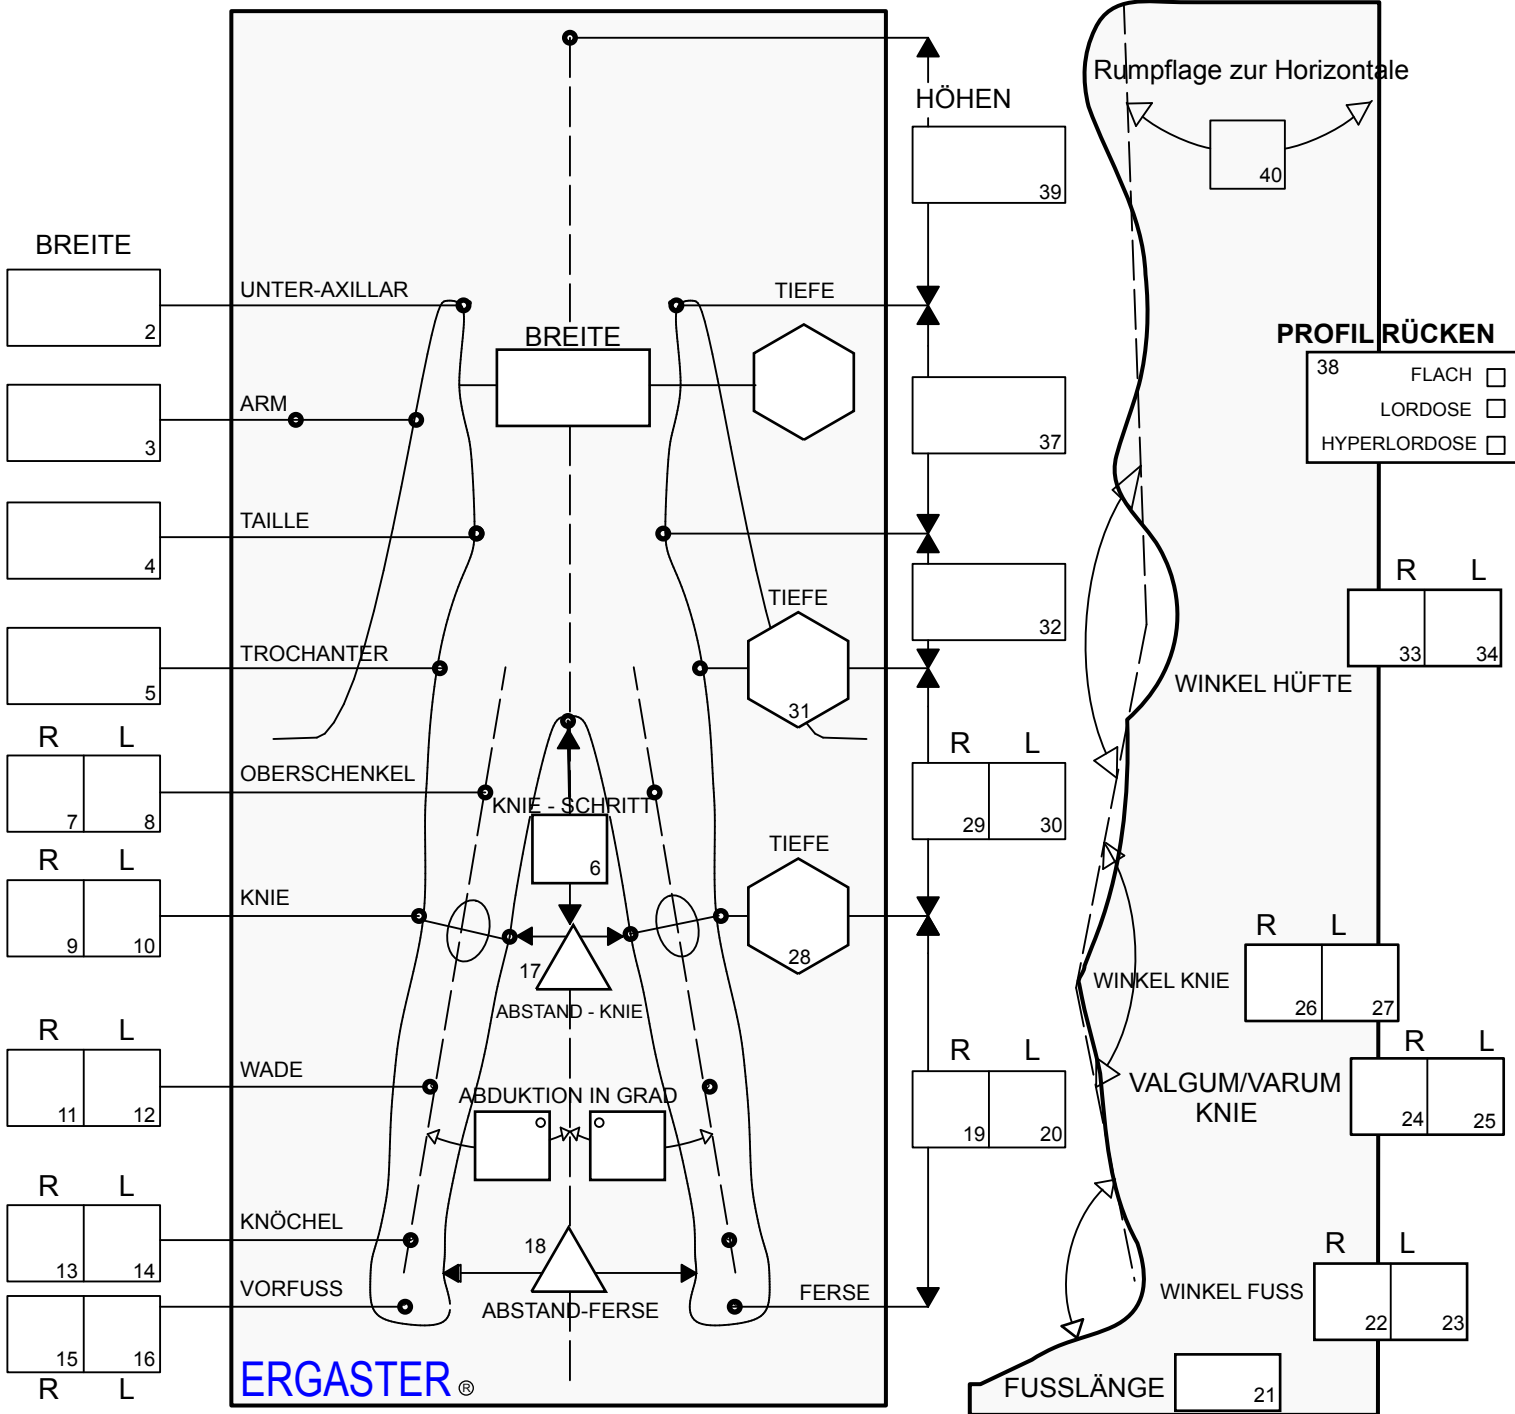 Rumpflage zur Horizontale
40
HÖHEN
39
BREITE
2
UNTER-AXILLAR
TIEFE
BREITE
PROFIL RÜCKEN
38
FLACH
LORDOSE
HYPERLORDOSE
ARM
3
37
TAILLE
4
TIEFE
32
R L
33 34
TROCHANTER
5
31
WINKEL HÜFTE
R L
OBERSCHENKEL
7 8
KNIE - SCHRITT
6
R L
29 30
R L
KNIE
9 10
TIEFE
28
17
ABSTAND - KNIE
R L
WINKEL KNIE
26 27
R L
WADE
11 12
ABDUKTION IN GRAD
R L
19 20
VALGUM/VARUM
KNIE
R L
24 25
R L
KNÖCHEL
13 14
18
ABSTAND-FERSE
FERSE
R L
WINKEL FUSS
22 23
VORFUSS
15 16
R L
ERGASTER ®
FUSSLÄNGE
21